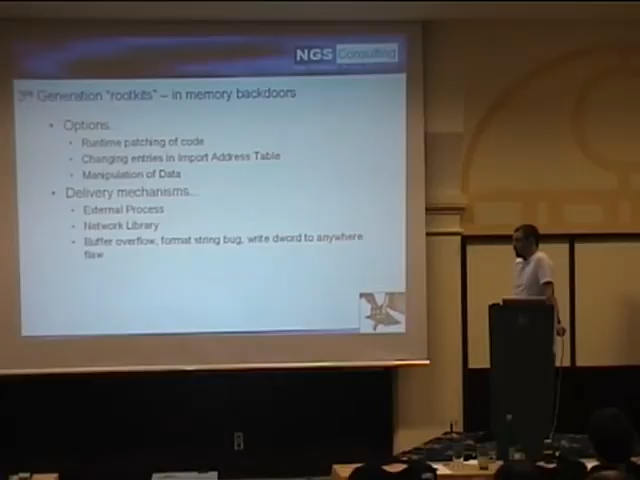 NGS Consulting
3rd Generation "rootkits" – in memory backdoors
• Options...
• Runtime patching of code
• Changing entries in Import Address Table
• Manipulation of Data
• Delivery mechanisms...
• External Process
• Network Library
• Buffer overflow, format string bug, write dword to anywhere
flaw